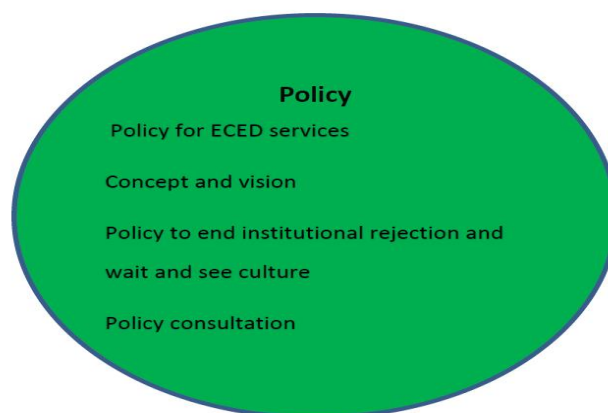 Policy
Policy for ECED services
Concept and vision
Policy to end institutional rejection and
wait and see culture
Policy consultation